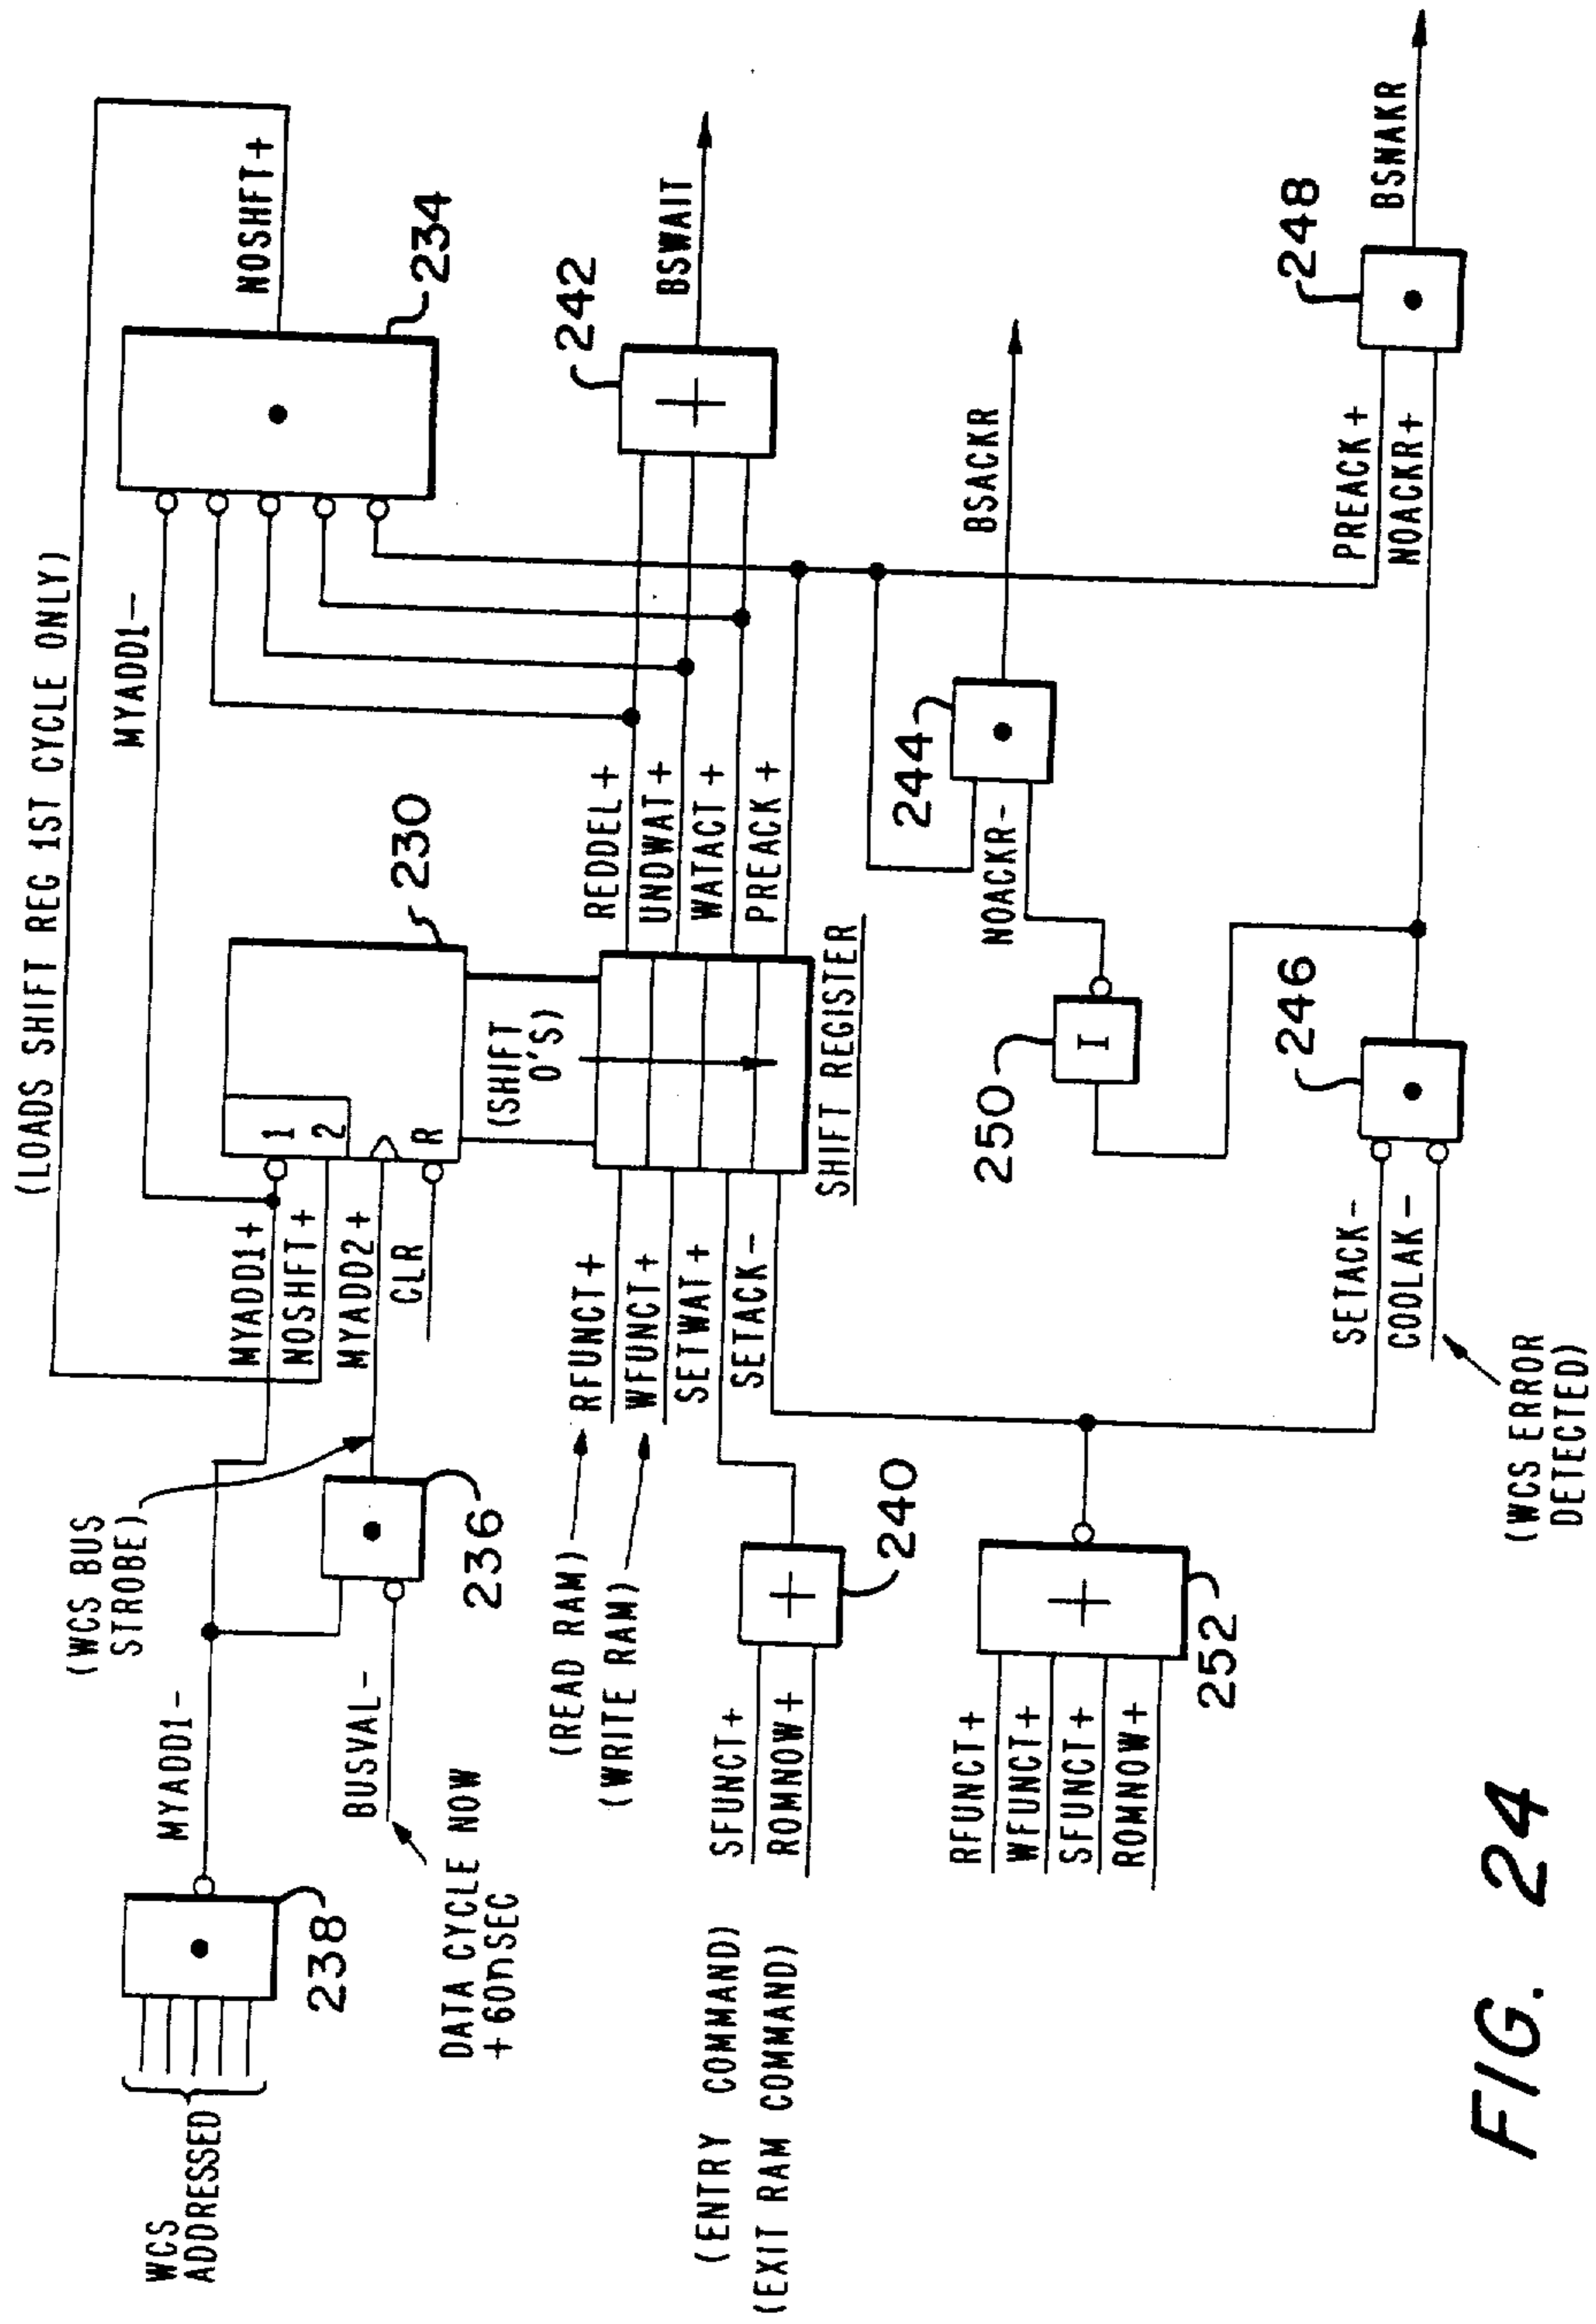 (LOADS SHIFT REG 1ST CYCLE ONLY)
MYADD1-
NOSHFT+
234
WCS
ADDRESSED
238
MYADD1-
(WCS BUS
STROBE)
BUSVAL-
DATA CYCLE NOW
+60nSEC
236
MYADD1+
NOSHFT+
MYADD2+
CLR
1
2
R
230
(SHIFT
0'S)
(READ RAM)
RFUNCT+
(WRITE RAM)
WFUNCT+
SETWAT+
SETACK-
SHIFT REGISTER
REDDEL+
UNDWAT+
WATACT+
PREACK+
242
BSWAIT
(ENTRY COMMAND)
SFUNCT+
(EXIT RAM COMMAND)
ROMNOW+
240
RFUNCT+
WFUNCT+
SFUNCT+
ROMNOW+
252
244
NOACKR-
BSACKR
I
250
SETACK-
COOLAK-
(WCS ERROR
DETECTED)
246
PREACK+
NOACKR+
248
BSNAKR
FIG. 24